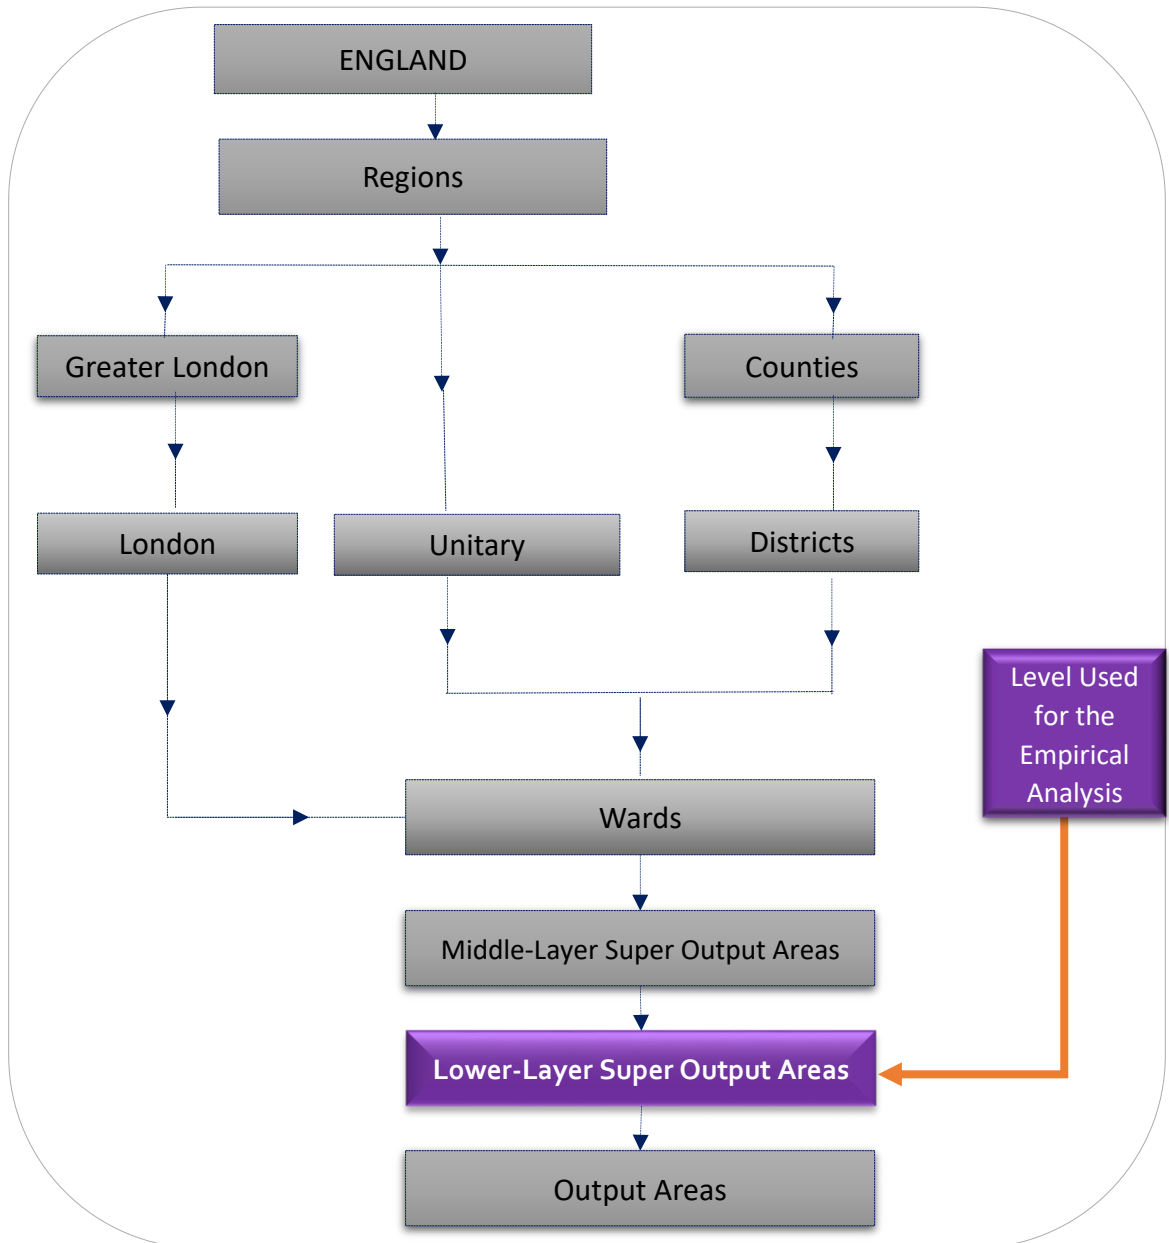 ENGLAND
Regions
Greater London
Counties
London
Unitary
Districts
Level Used
for the
Empirical
Analysis
Wards
Middle-Layer Super Output Areas
Lower-Layer Super Output Areas
Output Areas